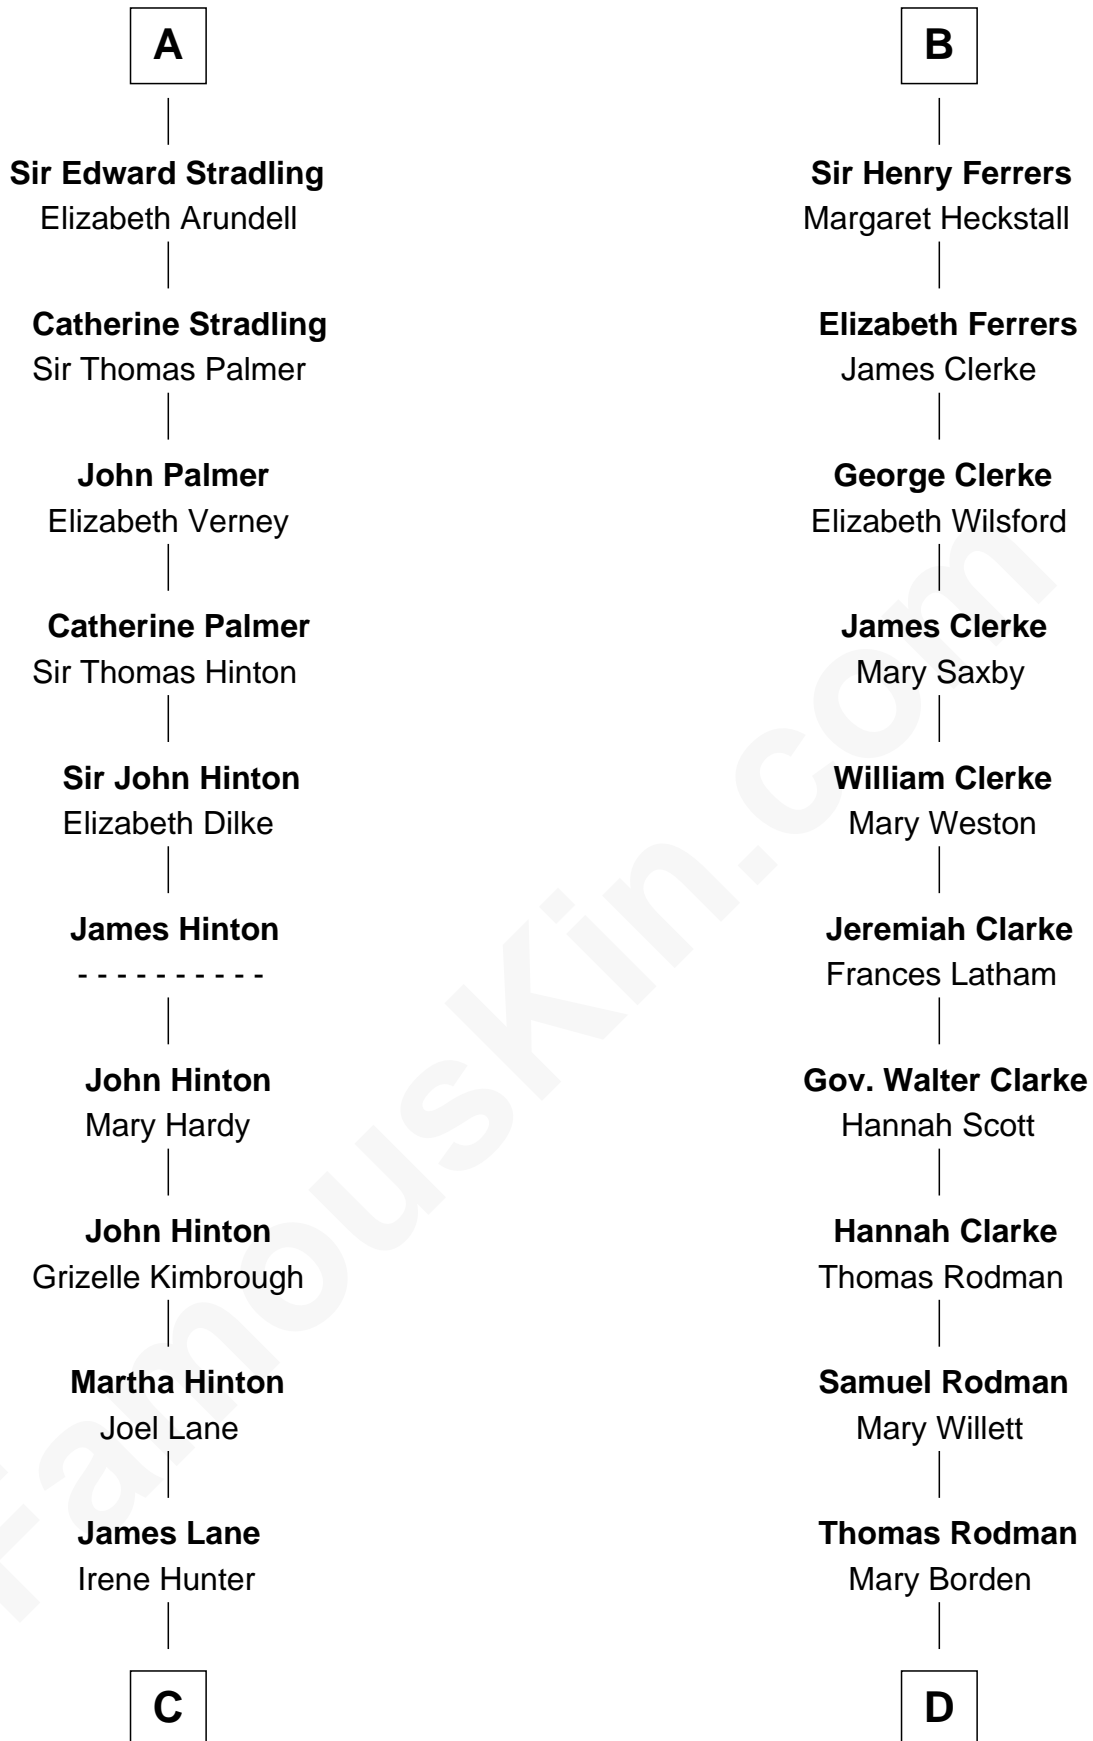 A
Sir Edward Stradling
Elizabeth Arundell
Catherine Stradling
Sir Thomas Palmer
John Palmer
Elizabeth Verney
Catherine Palmer
Sir Thomas Hinton
Sir John Hinton
Elizabeth Dilke
James Hinton
- - - - - - - - - -
John Hinton
Mary Hardy
John Hinton
Grizelle Kimbrough
Martha Hinton
Joel Lane
James Lane
Irene Hunter
C
B
Sir Henry Ferrers
Margaret Heckstall
Elizabeth Ferrers
James Clerke
George Clerke
Elizabeth Wilsford
James Clerke
Mary Saxby
William Clerke
Mary Weston
Jeremiah Clarke
Frances Latham
Gov. Walter Clarke
Hannah Scott
Hannah Clarke
Thomas Rodman
Samuel Rodman
Mary Willett
Thomas Rodman
Mary Borden
D
FamousKin.com